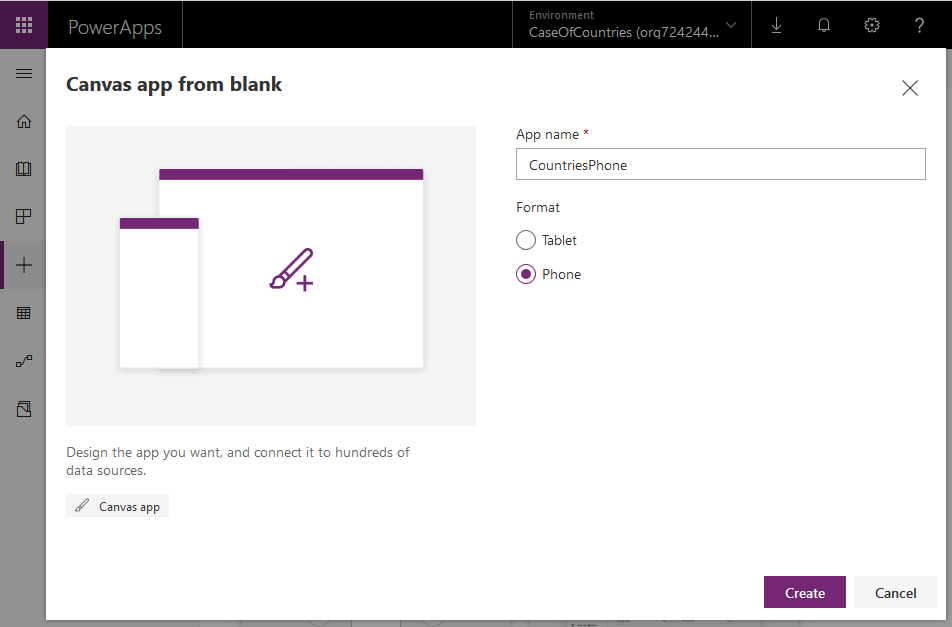 PowerApps
Environment
CaseOfCountries (org724244...
?
Canvas app from blank
App name *
CountriesPhone
Format
Tablet
Phone
Design the app you want, and connect it to hundreds of
data sources.
Canvas app
Create
Cancel